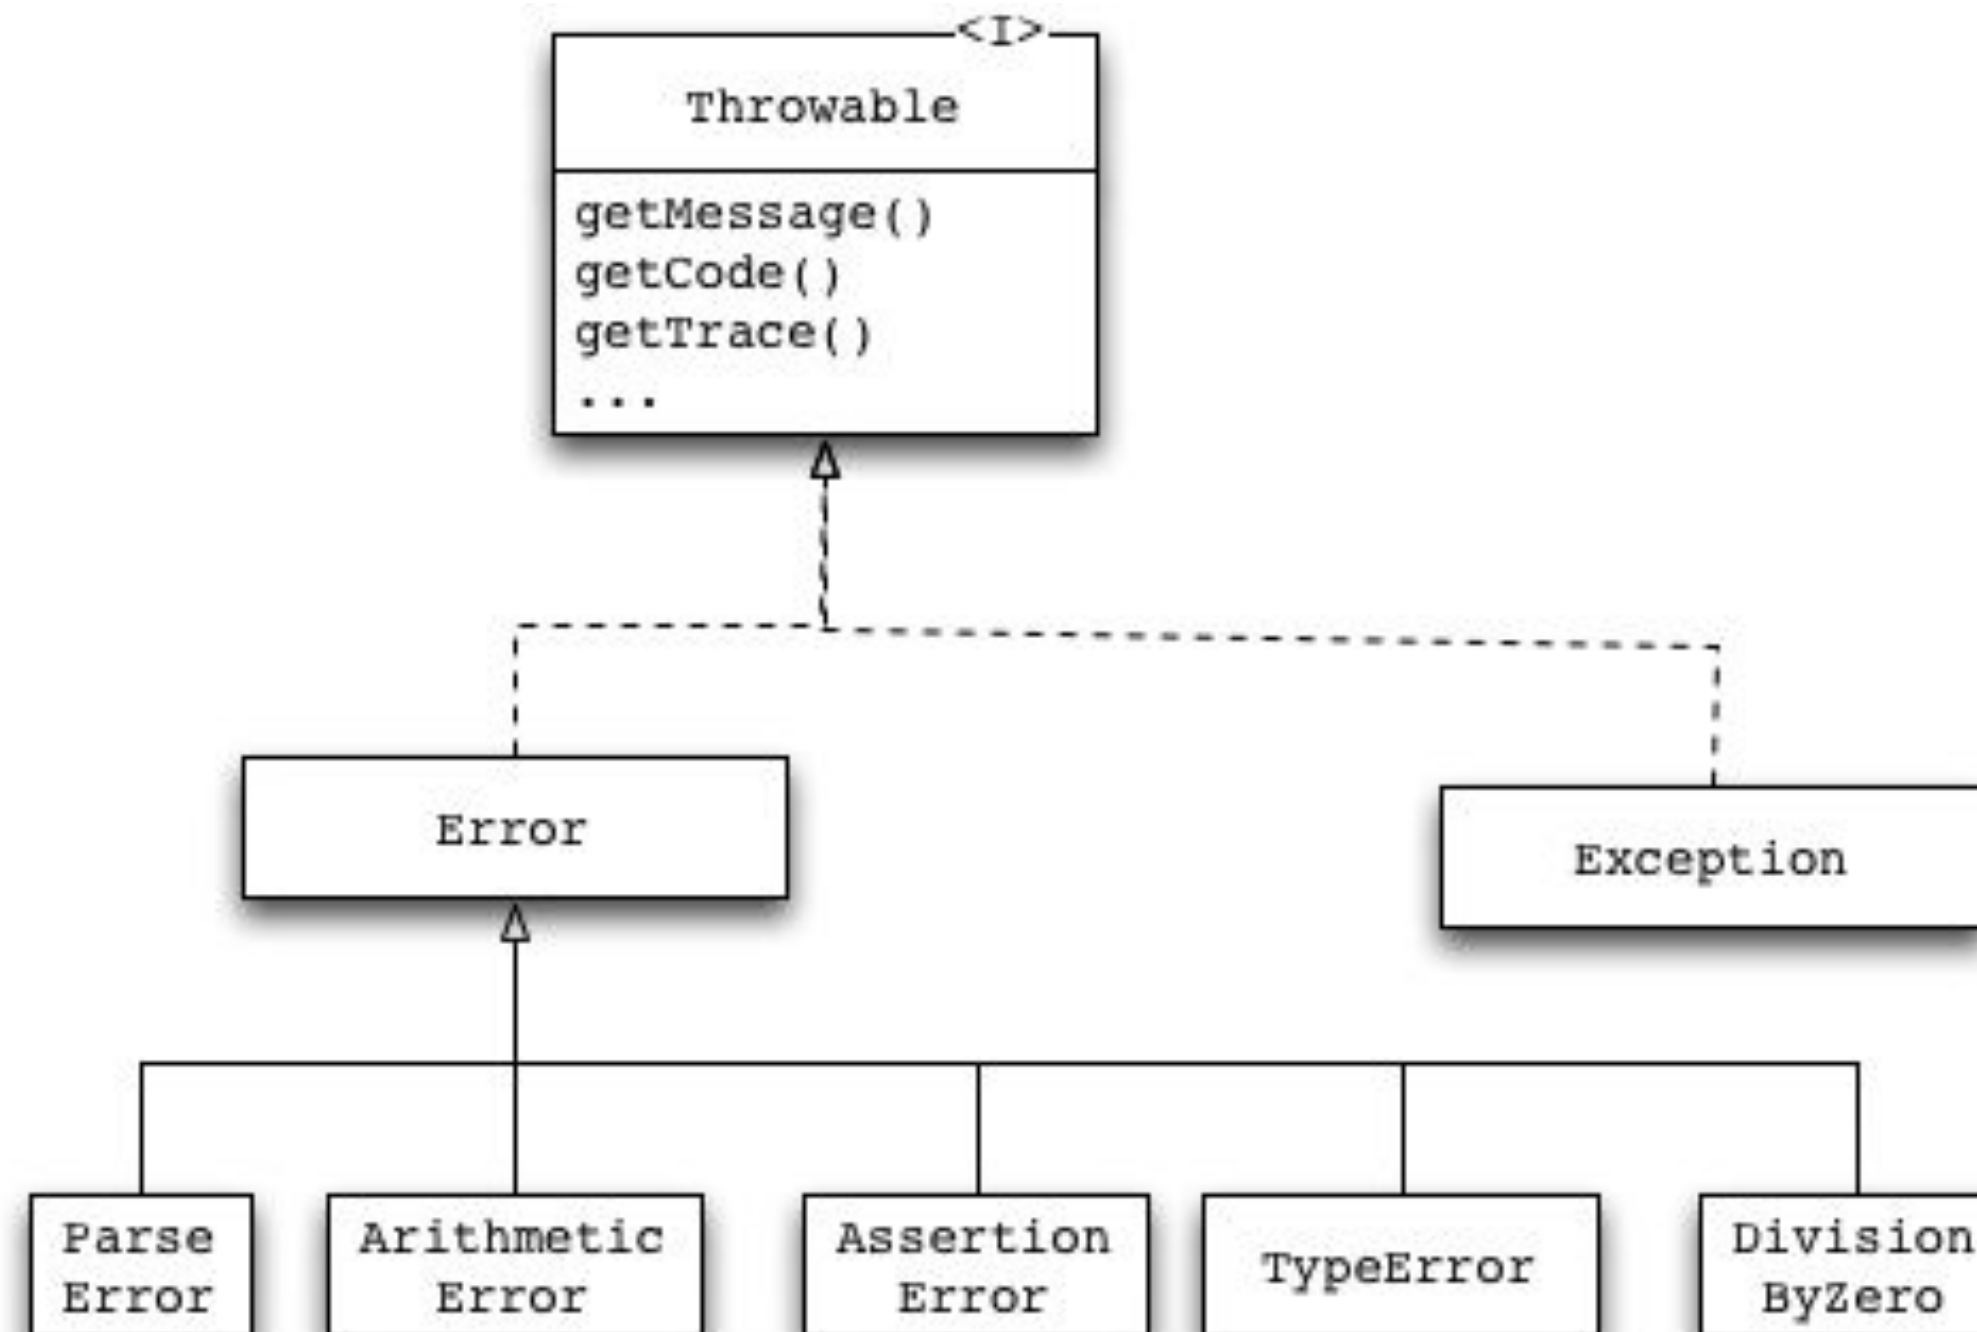 <I>
Throwable
getMessage()
getCode()
getTrace()
...
Error
Exception
Parse
Error
Arithmetic
Error
Assertion
Error
TypeError
Division
ByZero